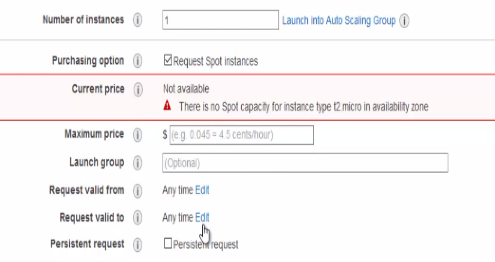 Number of instances 1 Launch into Auto Scaling Group
Purchasing option Request Spot instances
Current price Not available
There is no Spot capacity for instance type t2.micro in availability zone
Maximum price $ (e.g. 0.045 = 4.5 cents/hour)
Launch group (Optional)
Request valid from Any time Edit
Request valid to Any time Edit
Persistent request Persistent request